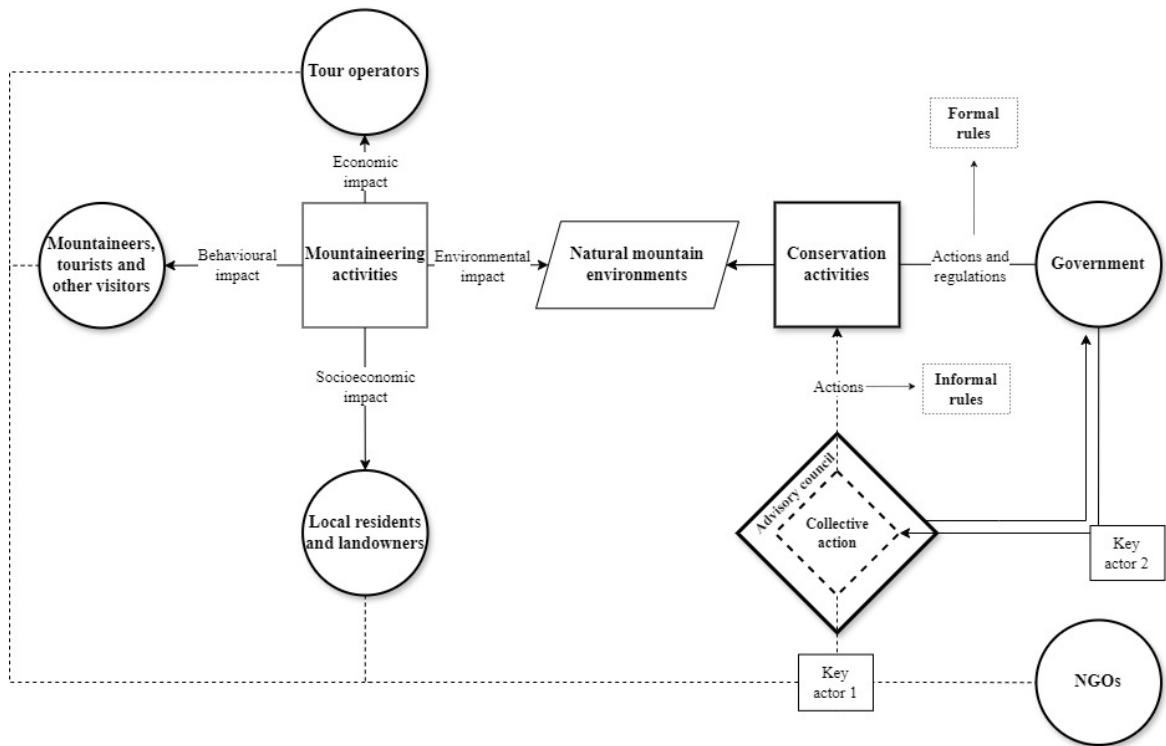 Tour operators
Formal
rules
Economic
impact
Mountaineers,
tourists and
other visitors
Behavioural
impact
Mountaineering
activities
Environmental
impact
Natural mountain
environments
Conservation
activities
Actions and
regulations
Government
Socioeconomic
impact
Actions
Informal
rules
Advisory council
Local residents
and landowners
Collective
action
Key
actor 2
Key
actor 1
NGOs